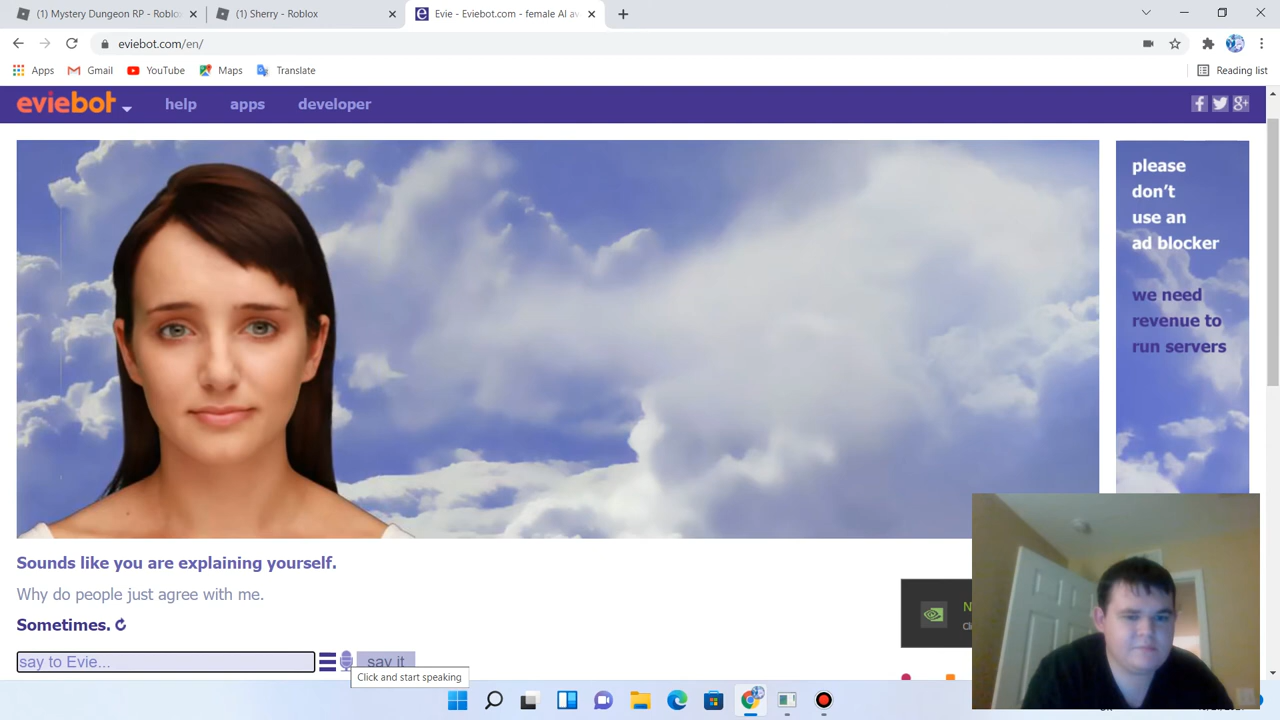 (1) Mystery Dungeon RP - Roblox
(1) Sherry - Roblox
Evie - Eviebot.com - female AI av
eviebot.com/en/
Apps
Gmail
YouTube
Maps
Translate
Reading list
eviebot
help
apps
developer
please
don't
use an
ad blocker
we need
revenue to
run servers
Sounds like you are explaining yourself.
Why do people just agree with me.
Sometimes.
say to Evie...
say it
Click and start speaking